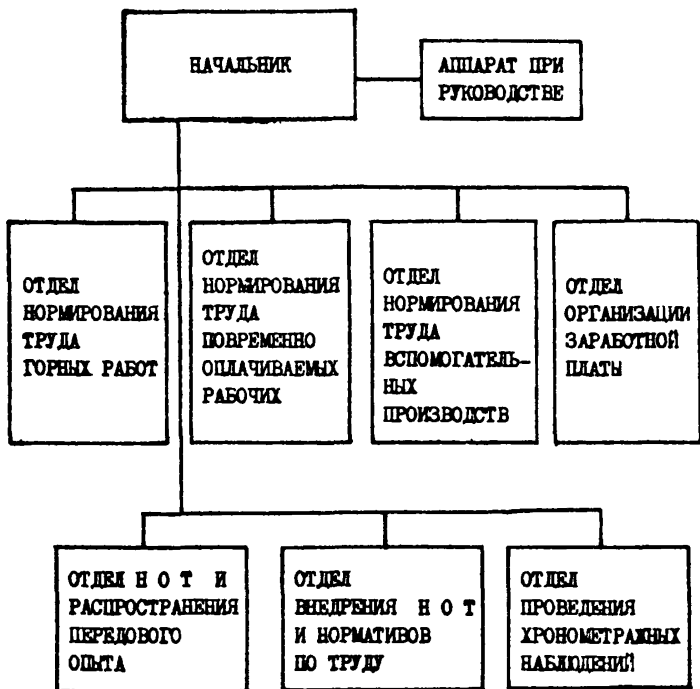 НАЧАЛЬНИК
АППАРАТ ПРИ
РУКОВОДСТВЕ
ОТДЕЛ
НОРМИРОВАНИЯ
ТРУДА
ГОРНЫХ РАБОТ
ОТДЕЛ
НОРМИРОВАНИЯ
ТРУДА
ПОВРЕМЕННО
ОПЛАЧИВАЕМЫХ
РАБОЧИХ
ОТДЕЛ
НОРМИРОВАНИЯ
ТРУДА
ВСПОМОГАТЕЛЬ-
НЫХ
ПРОИЗВОДСТВ
ОТДЕЛ
ОРГАНИЗАЦИИ
ЗАРАБОТНОЙ
ПЛАТЫ
ОТДЕЛ Н О Т И
РАСПРОСТРАНЕНИЯ
ПЕРЕДОВОГО
ОПЫТА
ОТДЕЛ
ВНЕДРЕНИЯ Н О Т
И НОРМАТИВОВ
ПО ТРУДУ
ОТДЕЛ
ПРОВЕДЕНИЯ
ХРОНОМЕТРАЖНЫХ
НАБЛЮДЕНИЙ